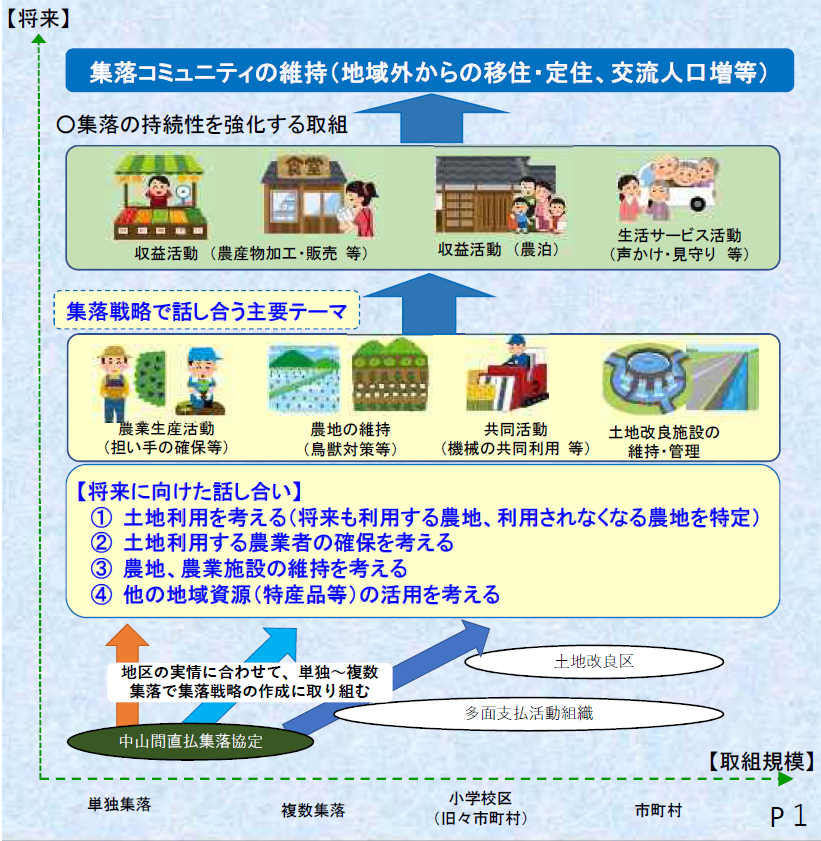 【将来】
集落コミュニティの維持(地域外からの移住・定住、交流人口増等)
〇集落の持続性を強化する取組
食堂
収益活動 (農産物加工・販売 等)
収益活動 (農泊)
生活サービス活動
(声かけ・見守り 等)
集落戦略で話し合う主要テーマ
農業生産活動
(担い手の確保等)
農地の維持
(鳥獣対策等)
共同活動
(機械の共同利用 等)
土地改良施設の
維持・管理
【将来に向けた話し合い】
① 土地利用を考える(将来も利用する農地、利用されなくなる農地を特定)
② 土地利用する農業者の確保を考える
③ 農地、農業施設の維持を考える
④ 他の地域資源(特産品等)の活用を考える
地区の実情に合わせて、単独~複数
集落で集落戦略の作成に取り組む
土地改良区
多面支払活動組織
中山間直払集落協定
【取組規模】
単独集落
複数集落
小学校区
(旧々市町村)
市町村
P 1